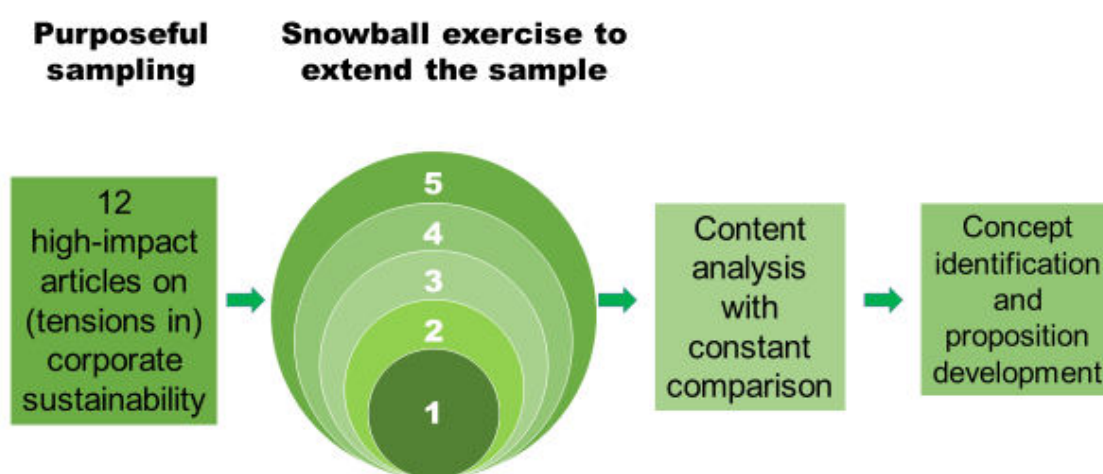 Purposeful
sampling
Snowball exercise to
extend the sample
12
high-impact
articles on
(tensions in)
corporate
sustainability
5
4
3
2
1
Content
analysis
with
constant
comparison
Concept
identification
and
proposition
development